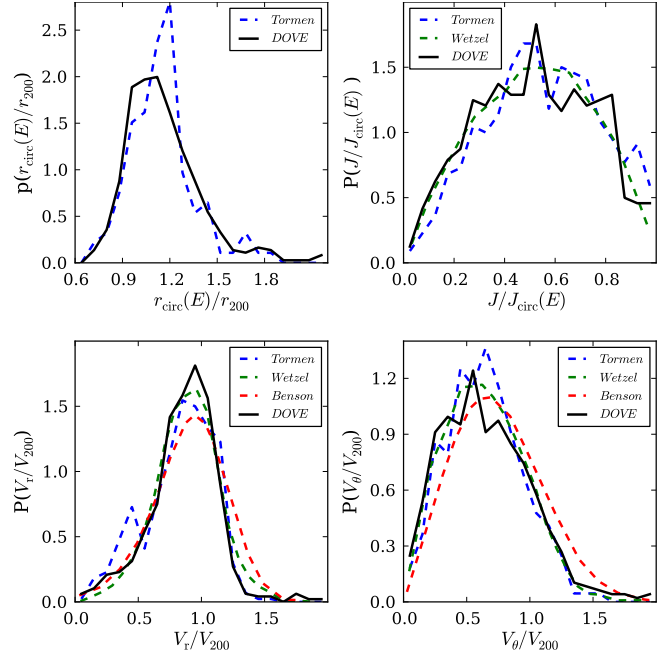 Tormen
DOVE
2.5
2.0
1.5
1.0
0.5
0.0
0.6 0.9 1.2 1.5 1.8
p(r_circ(E)/r_200)
r_circ(E)/r_200
Tormen
Wetzel
DOVE
1.5
1.0
0.5
0.0
0.0 0.2 0.4 0.6 0.8
P(J/J_circ(E))
J/J_circ(E)
Tormen
Wetzel
Benson
DOVE
1.5
1.0
0.5
0.0
0.0 0.5 1.0 1.5
P(V_r/V_200)
V_r/V_200
Tormen
Wetzel
Benson
DOVE
1.2
0.9
0.6
0.3
0.0
0.0 0.5 1.0 1.5
P(V_θ/V_200)
V_θ/V_200